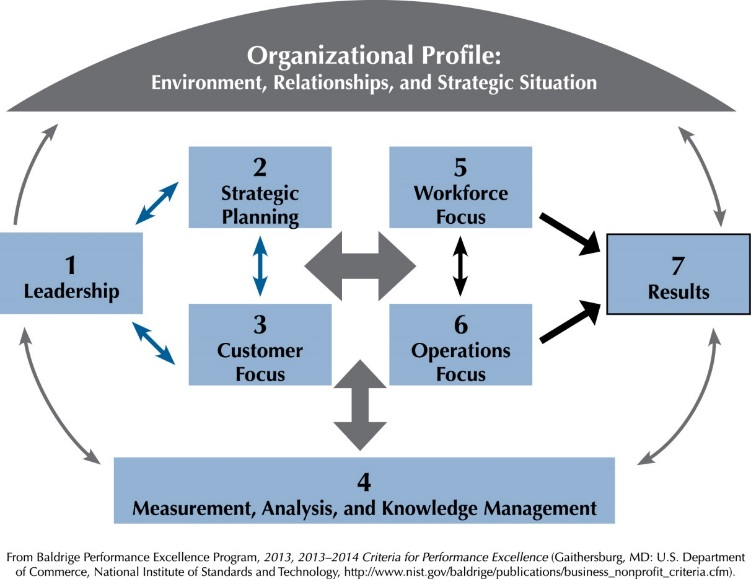 Organizational Profile:
Environment, Relationships, and Strategic Situation
2
Strategic
Planning
5
Workforce
Focus
1
Leadership
7
Results
3
Customer
Focus
6
Operations
Focus
4
Measurement, Analysis, and Knowledge Management
From Baldrige Performance Excellence Program, 2013, 2013–2014 Criteria for Performance Excellence (Gaithersburg, MD: U.S. Department
of Commerce, National Institute of Standards and Technology, http://www.nist.gov/baldrige/publications/business_nonprofit_criteria.cfm).